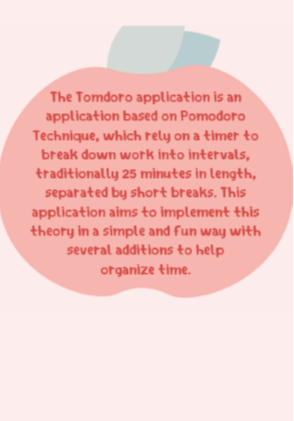 The Tomdoro application is an
application based on Pomodoro
Technique, which rely on a timer to
break down work into intervals,
traditionally 25 minutes in length,
separated by short breaks. This
application aims to implement this
theory in a simple and fun way with
several additions to help
organize time.